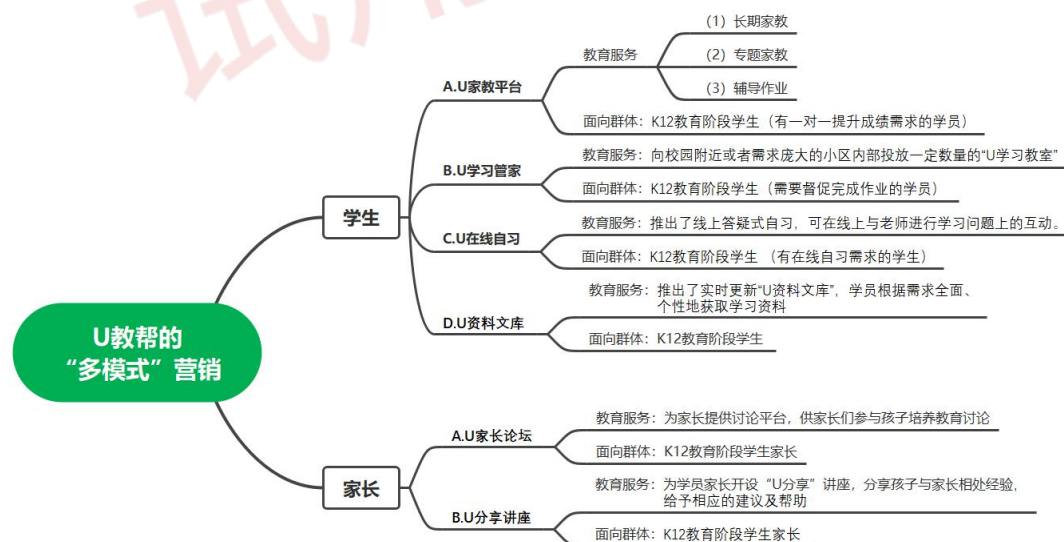 试用
(1)长期家教
教育服务
(2)专题家教
(3)辅导作业
A.U家教平台
面向群体：K12教育阶段学生（有一对一提升成绩需求的学员）
教育服务：向校园附近或者需求庞大的小区内部投放一定数量的“U学习教室”
B.U学习管家
面向群体：K12教育阶段学生（需要督促完成作业的学员）
学生
教育服务：推出了线上答疑式自习，可在线上与老师进行学习问题上的互动。
C.U在线自习
面向群体：K12教育阶段学生 （有在线自习需求的学生）
教育服务：推出了实时更新“U资料文库”，学员根据需求全面、
个性地获取学习资料
D.U资料文库
面向群体：K12教育阶段学生
U教帮的
“多模式”营销
教育服务：为家长提供讨论平台，供家长们参与孩子培养教育讨论
A.U家长论坛
面向群体：K12教育阶段学生家长
家长
教育服务：为学员家长开设“U分享”讲座，分享孩子与家长相处经验，
给予相应的建议及帮助
B.U分享讲座
面向群体：K12教育阶段学生家长